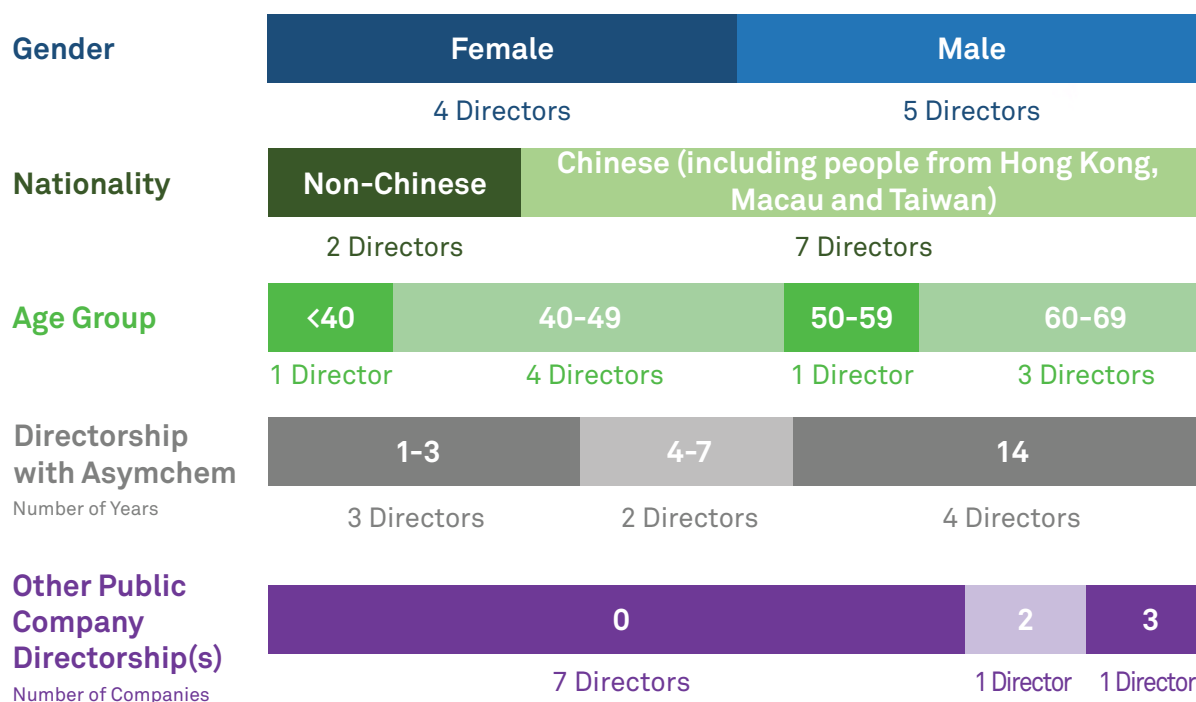 Gender
Female
Male
4 Directors
5 Directors
Nationality
Non-Chinese
Chinese (including people from Hong Kong,
Macau and Taiwan)
2 Directors
7 Directors
Age Group
<40
40-49
50-59
60-69
1 Director
4 Directors
1 Director
3 Directors
Directorship
with Asymchem
Number of Years
1-3
4-7
14
3 Directors
2 Directors
4 Directors
Other Public
Company
Directorship(s)
Number of Companies
0
2
3
7 Directors
1 Director
1 Director